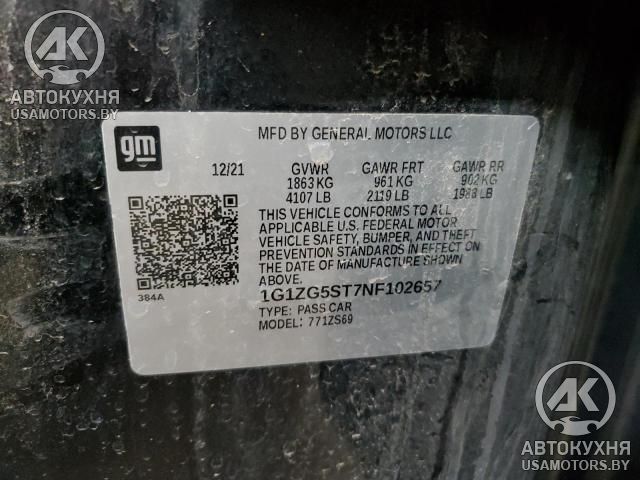 AK
АВТОКУХНЯ
USAMOTORS.BY
gm
MFD BY GENERAL MOTORS LLC
12/21 GVWR GAWR FRT GAWR RR
1863 KG 961 KG 902 KG
4107 LB 2119 LB 1988 LB
THIS VEHICLE CONFORMS TO ALL
APPLICABLE U.S. FEDERAL MOTOR
VEHICLE SAFETY, BUMPER, AND THEFT
PREVENTION STANDARDS IN EFFECT ON
THE DATE OF MANUFACTURE SHOWN
ABOVE.
384A
1G1ZG5ST7NF102657
TYPE: PASS CAR
MODEL: 771ZS69
AK
АВТОКУХНЯ
USAMOTORS.BY